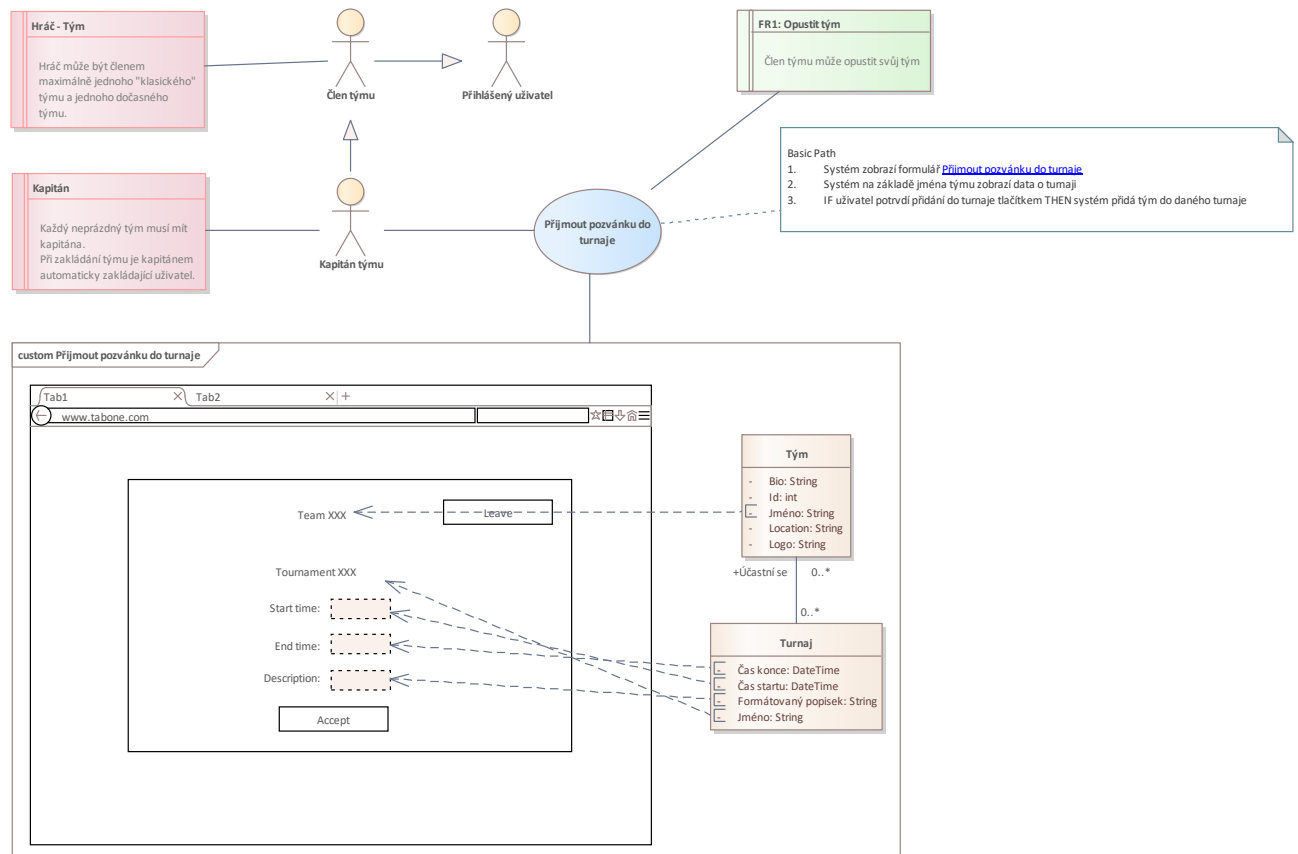 Hráč - Tým
Hráč může být členem
maximálně jednoho "klasického"
týmu a jednoho dočasného
týmu.
Člen týmu
Přihlášený uživatel
FR1: Opustit tým
Člen týmu může opustit svůj tým
Basic Path
1. Systém zobrazí formulář Přijmout pozvánku do turnaje
2. Systém na základě jména týmu zobrazí data o turnaji
3. IF uživatel potrvdí přidání do turnaje tlačítkem THEN systém přidá tým do daného turnaje
Kapitán
Každý neprázdný tým musí mít
kapitána.
Při zakládání týmu je kapitánem
automaticky zakládající uživatel.
Kapitán týmu
Přijmout pozvánku do
turnaje
custom Přijmout pozvánku do turnaje
Tab1
Tab2
www.tabone.com
Team XXX
Leave
Tournament XXX
Start time:
End time:
Description:
Accept
Tým
- Bio: String
- Id: int
- Jméno: String
- Location: String
- Logo: String
+Účastní se 0..*
0..*
Turnaj
- Čas konce: DateTime
- Čas startu: DateTime
- Formátovaný popisek: String
- Jméno: String